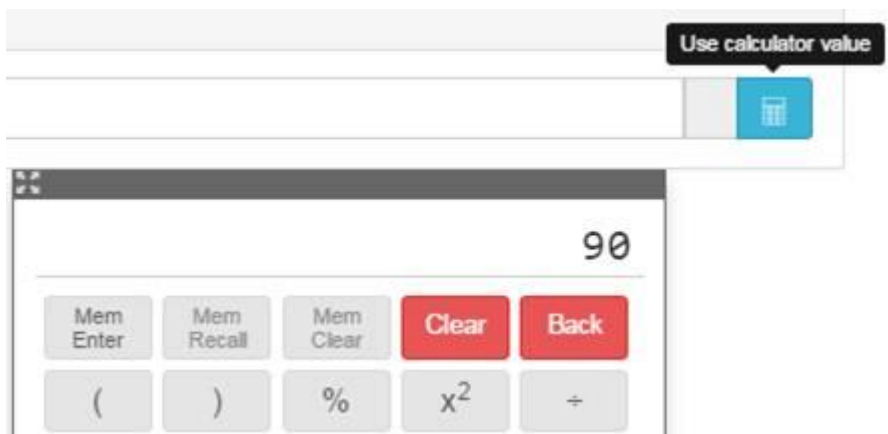 Use calculator value
90
Mem Enter Mem Recall Mem Clear Clear Back
( ) % x² ÷